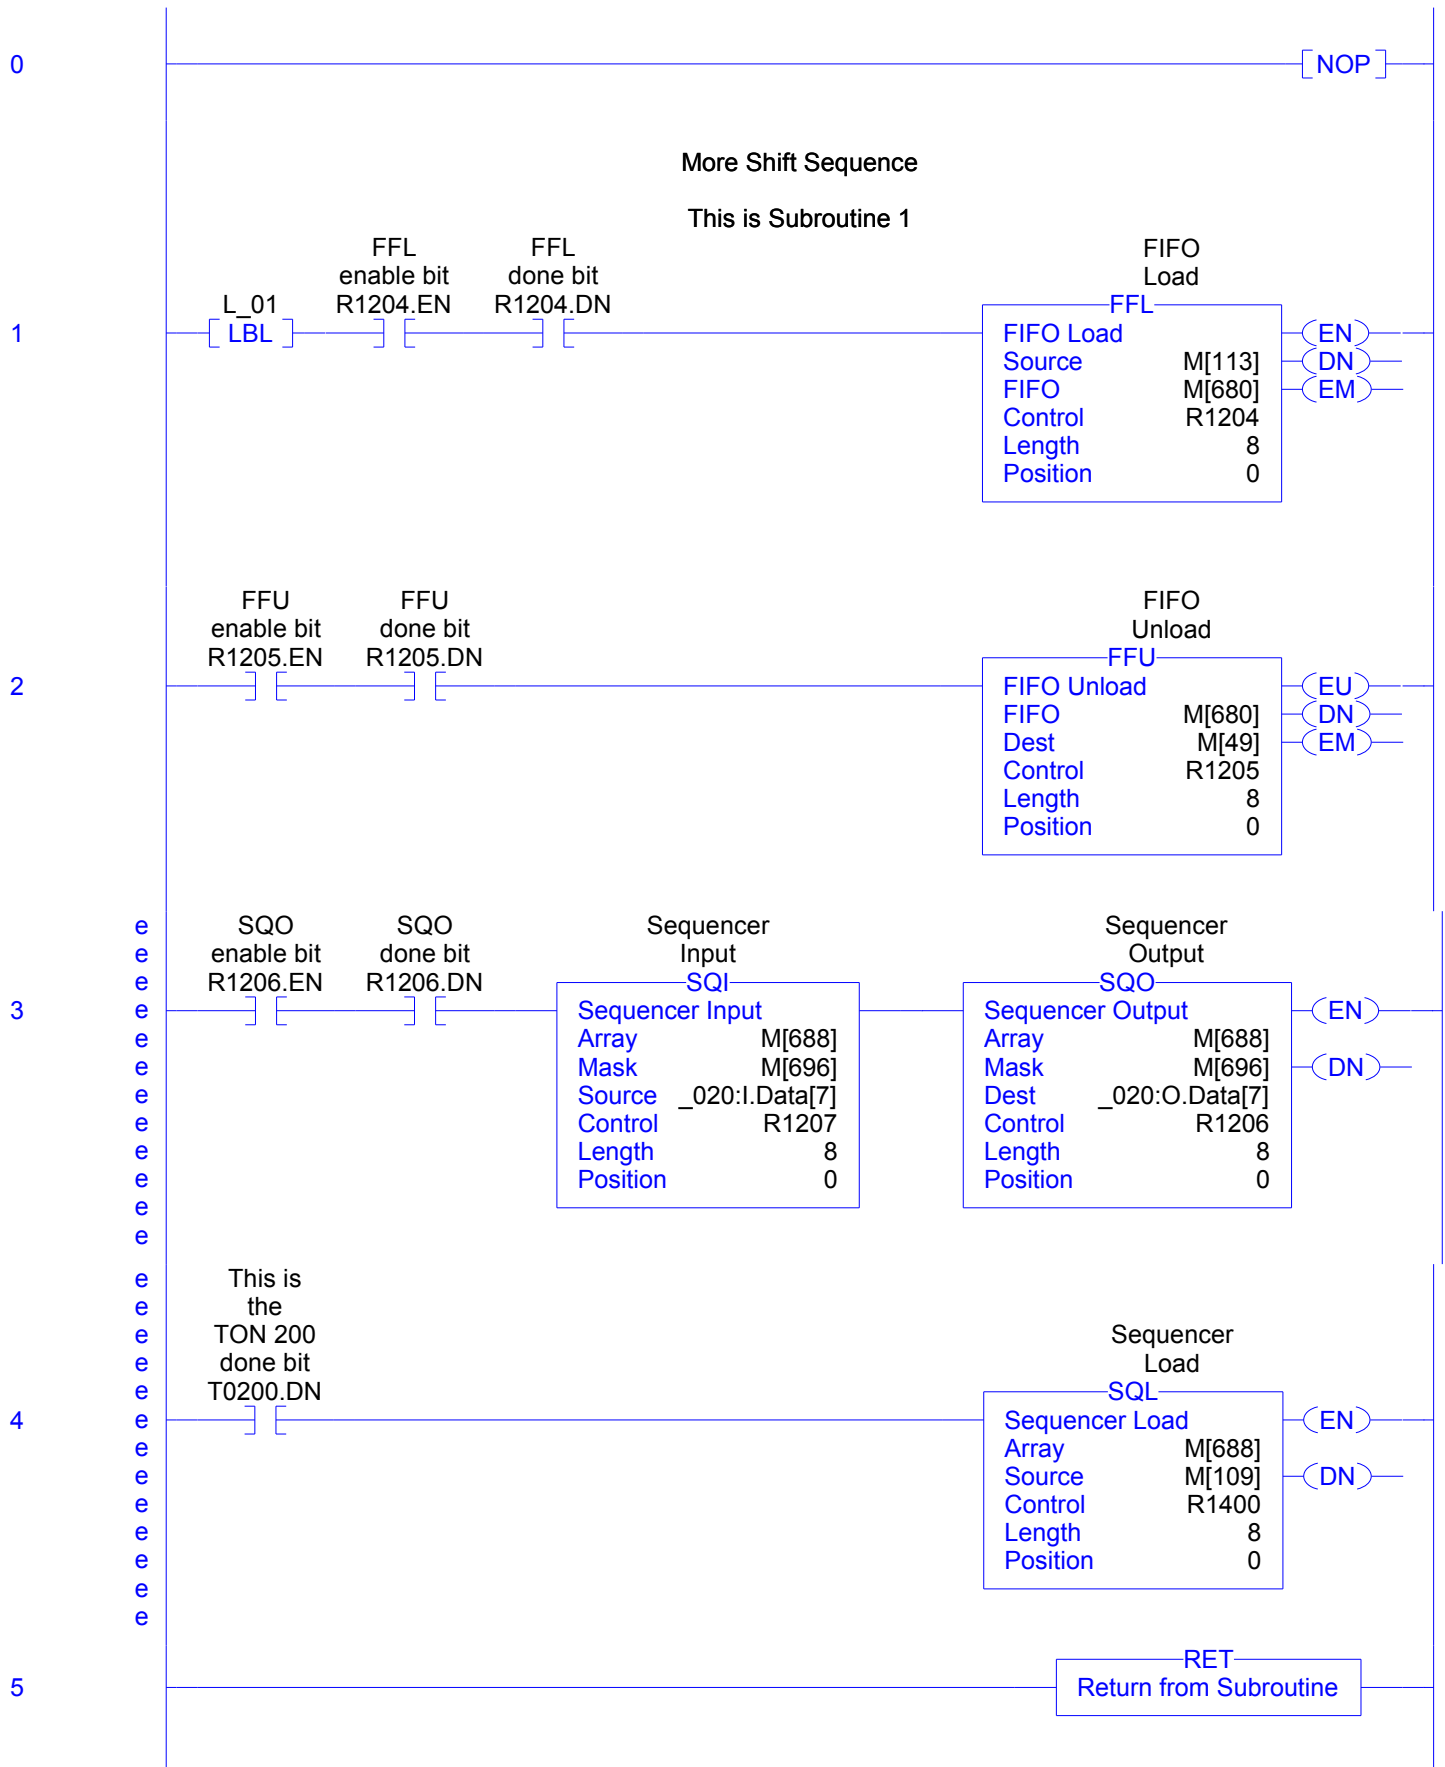 0
NOP
More Shift Sequence
This is Subroutine 1
FFL
enable bit
R1204.EN
FFL
done bit
R1204.DN
FIFO
Load
1
L_01
LBL
FFL
FIFO Load
Source M[113]
FIFO M[680]
Control R1204
Length 8
Position 0
EN
DN
EM
FFU
enable bit
R1205.EN
FFU
done bit
R1205.DN
FIFO
Unload
2
FFU
FIFO Unload
FIFO M[680]
Dest M[49]
Control R1205
Length 8
Position 0
EU
DN
EM
e
e
e
e
e
e
e
e
e
e
e
e
3
SQO
enable bit
R1206.EN
SQO
done bit
R1206.DN
Sequencer
Input
SQI
Sequencer Input
Array M[688]
Mask M[696]
Source _020:I.Data[7]
Control R1207
Length 8
Position 0
Sequencer
Output
SQO
Sequencer Output
Array M[688]
Mask M[696]
Dest _020:O.Data[7]
Control R1206
Length 8
Position 0
EN
DN
e
e
e
e
e
e
e
e
e
e
e
e
e
4
This is
the
TON 200
done bit
T0200.DN
Sequencer
Load
SQL
Sequencer Load
Array M[688]
Source M[109]
Control R1400
Length 8
Position 0
EN
DN
5
RET
Return from Subroutine